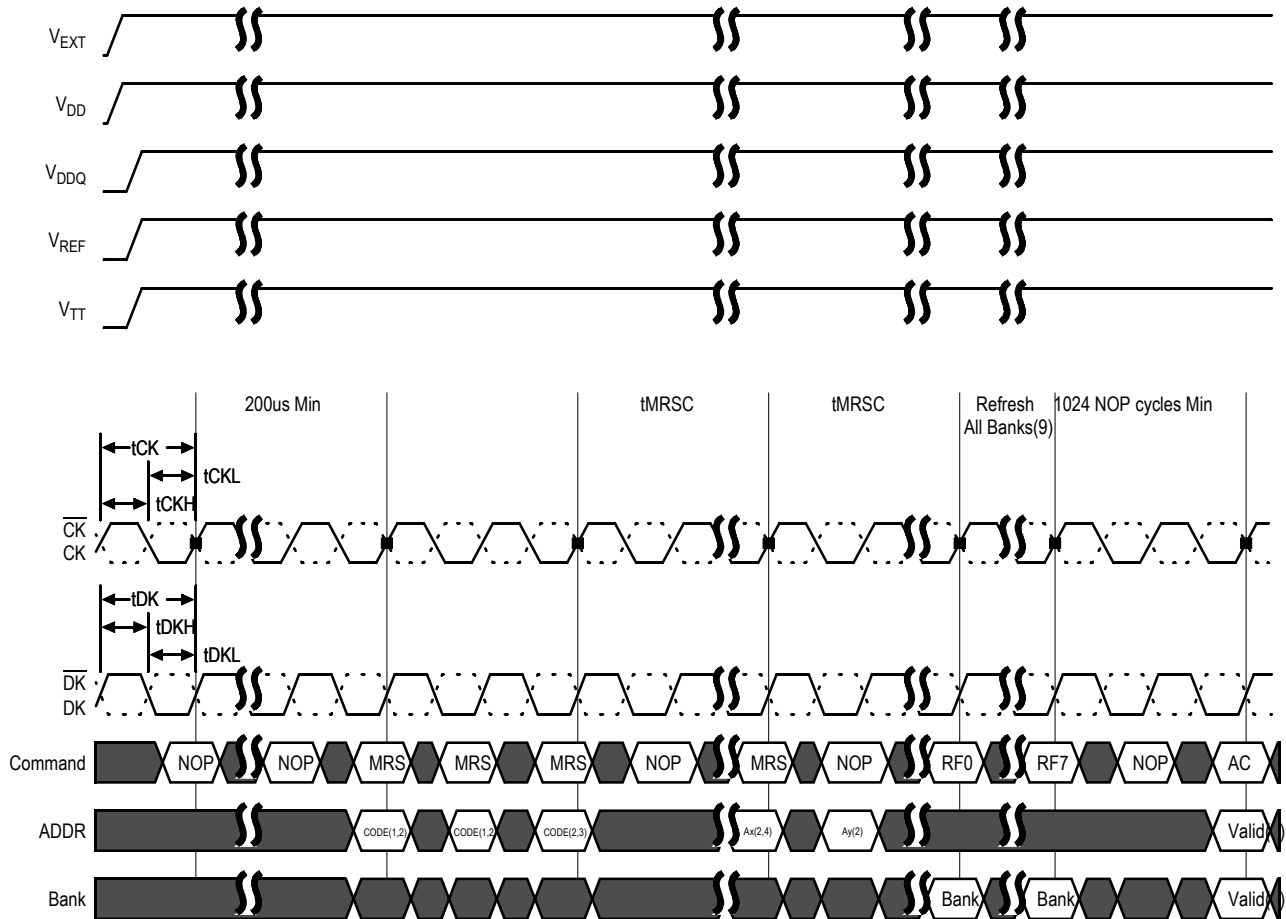 VEXT
VDD
VDDQ
VREF
VTT
200us Min tMRSC tMRSC Refresh All Banks(9) 1024 NOP cycles Min
tCK
tCKL
tCKH
CK
CK
tDK
tDKH
tDKL
DK
DK
Command NOP NOP MRS MRS MRS NOP MRS NOP RF0 RF7 NOP AC
ADDR CODE(1,2) CODE(1,2 CODE(2,3) Ax(2,4) Ay(2) Valid
Bank Bank Bank Valid